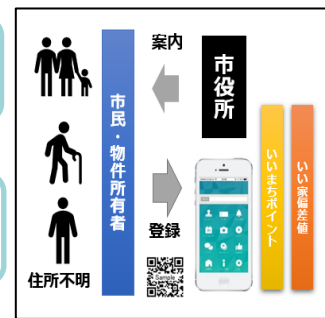 案内
市役所
市民・物件所有者
いいまちポイント
いい家偏差値
登録
住所不明
Sample